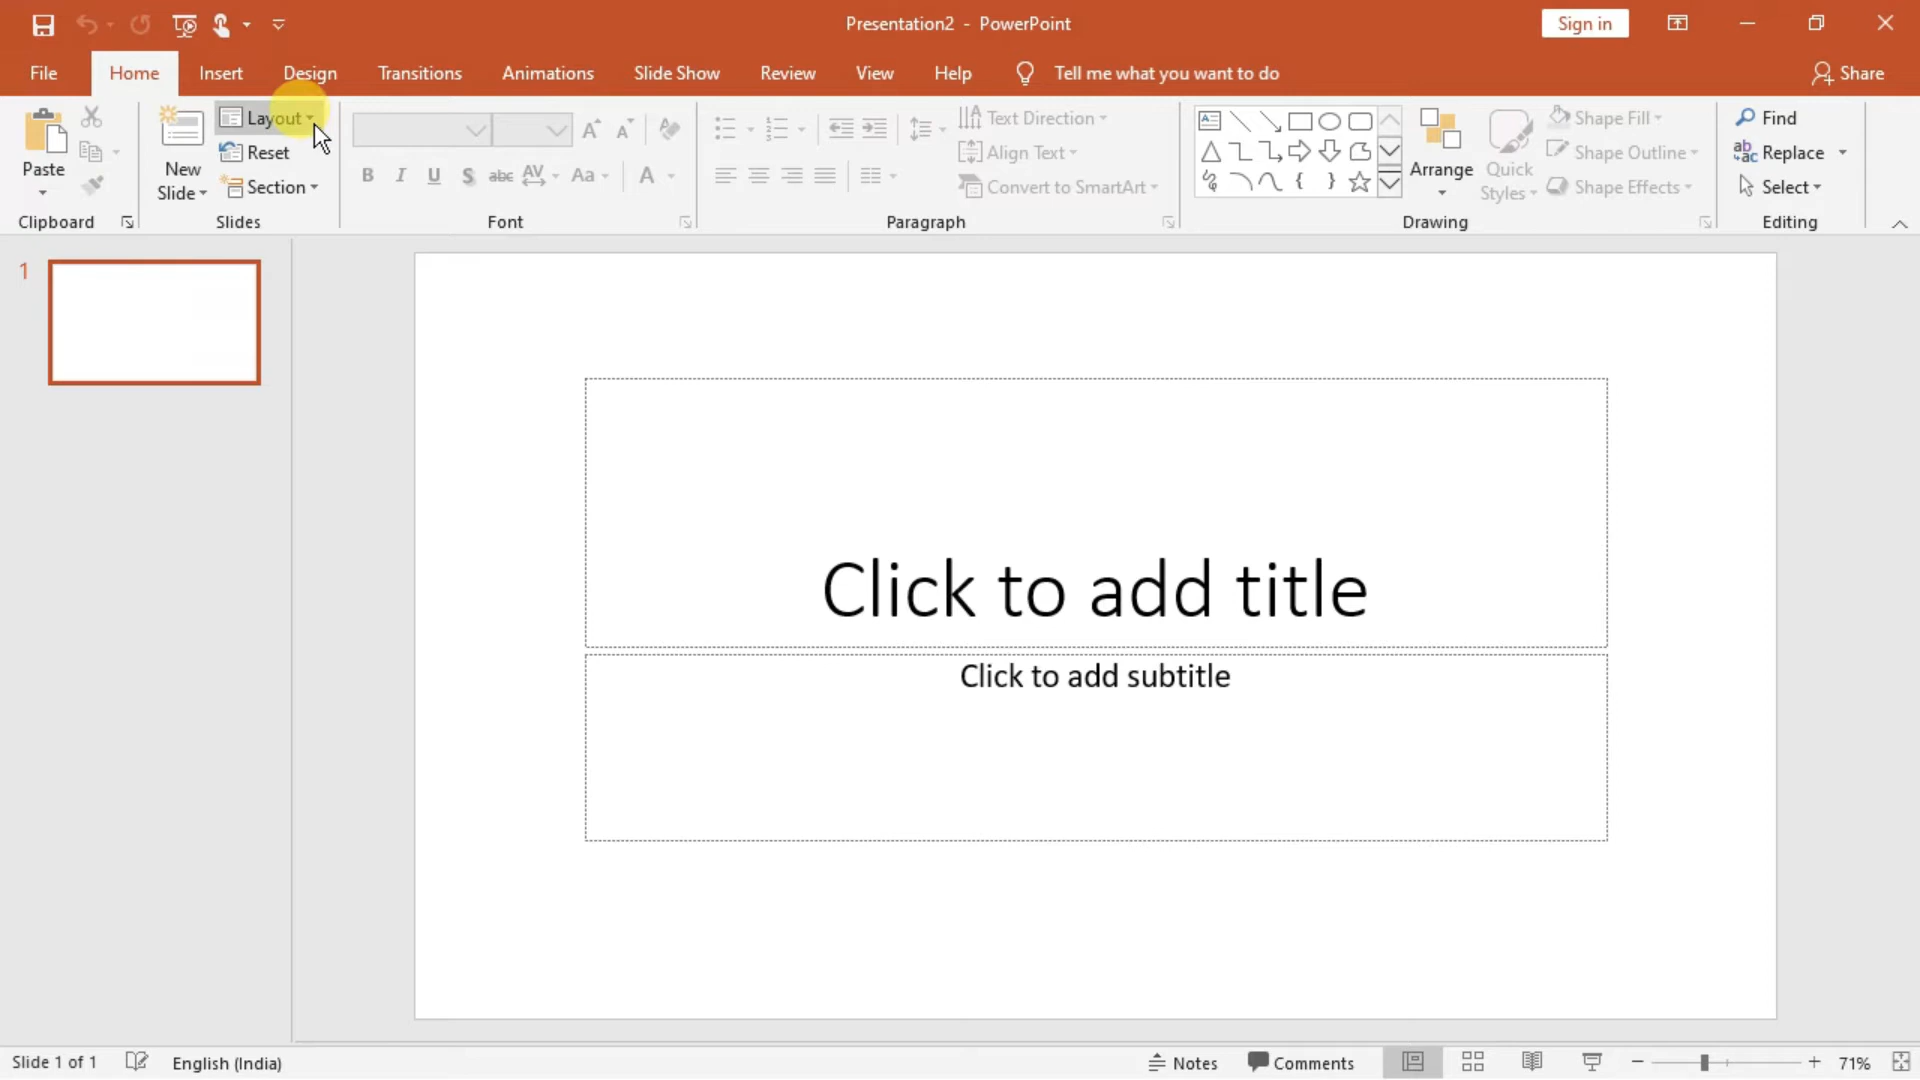 Presentation2 - PowerPoint
Sign in
File Home Insert Design Transitions Animations Slide Show Review View Help Tell me what you want to do Share
Paste
New
Slide
Layout
Reset
Section
Text Direction
Align Text
Convert to SmartArt
Arrange
Quick
Styles
Shape Fill
Shape Outline
Shape Effects
Find
Replace
Select
B I U S abc AV Aa A
Clipboard Slides Font Paragraph Drawing Editing
1
Click to add title
Click to add subtitle
Slide 1 of 1 English (India) Notes Comments 71%